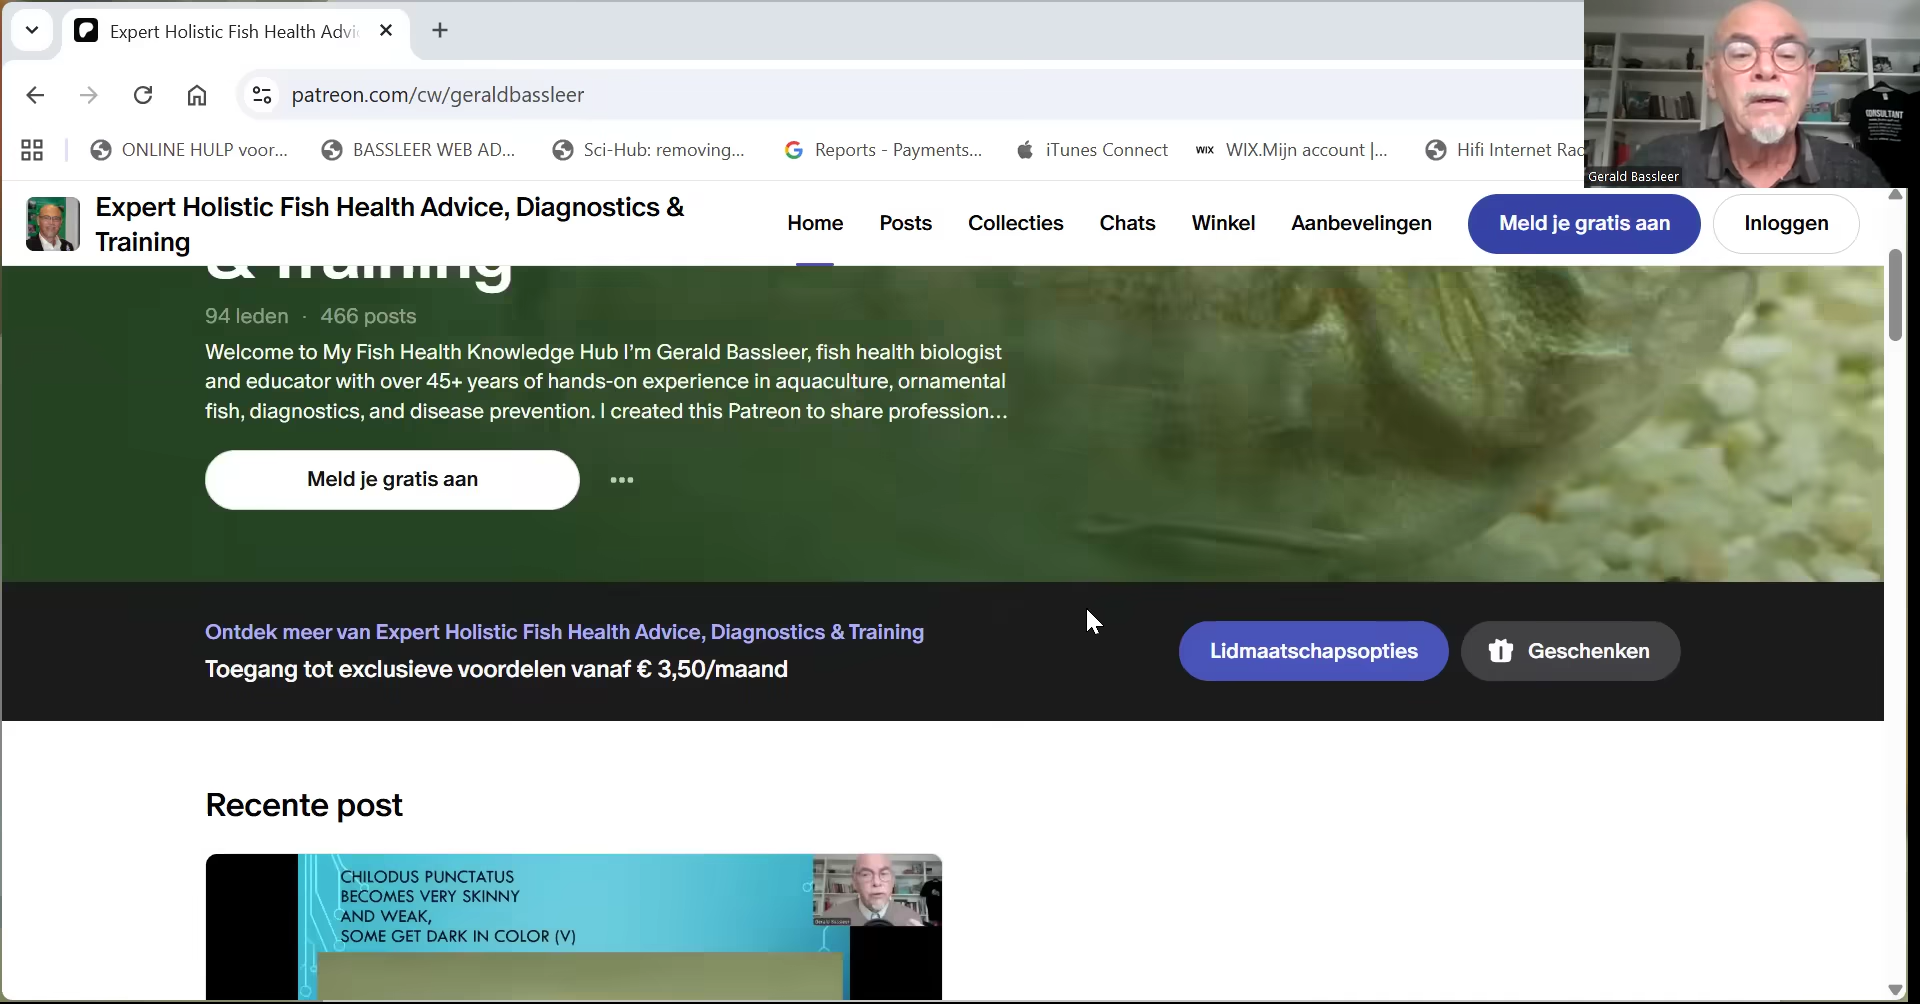 Expert Holistic Fish Health Advi
patreon.com/cw/geraldbassleer
ONLINE HULP voor...
BASSLEER WEB AD...
Sci-Hub: removing...
Reports - Payments...
iTunes Connect
WIX WIX.Mijn account |...
Hifi Internet Rad
CONSULTANT
Gerald Bassleer
Expert Holistic Fish Health Advice, Diagnostics &
Training
Home
Posts
Collecties
Chats
Winkel
Aanbevelingen
Meld je gratis aan
Inloggen
& Training
94 leden · 466 posts
Welcome to My Fish Health Knowledge Hub I’m Gerald Bassleer, fish health biologist
and educator with over 45+ years of hands-on experience in aquaculture, ornamental
fish, diagnostics, and disease prevention. I created this Patreon to share profession...
Meld je gratis aan
Ontdek meer van Expert Holistic Fish Health Advice, Diagnostics & Training
Toegang tot exclusieve voordelen vanaf € 3,50/maand
Lidmaatschapsopties
Geschenken
Recente post
CHILODUS PUNCTATUS
BECOMES VERY SKINNY
AND WEAK,
SOME GET DARK IN COLOR (V)
Gerald Bassleer